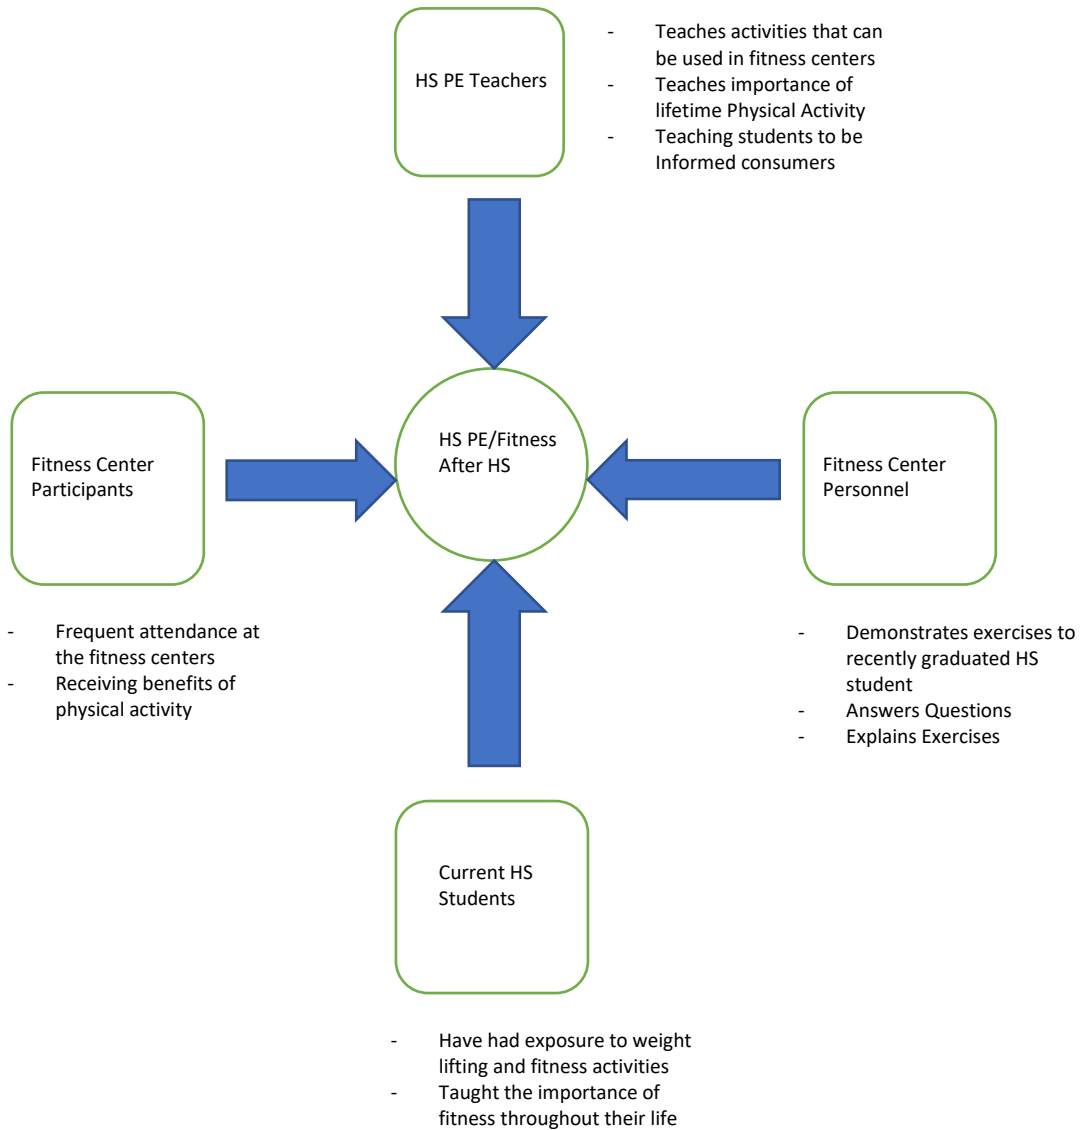 HS PE Teachers
- Teaches activities that can
be used in fitness centers
- Teaches importance of
lifetime Physical Activity
- Teaching students to be
Informed consumers
Fitness Center
Participants
HS PE/Fitness
After HS
Fitness Center
Personnel
- Frequent attendance at
the fitness centers
- Receiving benefits of
physical activity
- Demonstrates exercises to
recently graduated HS
student
- Answers Questions
- Explains Exercises
Current HS
Students
- Have had exposure to weight
lifting and fitness activities
- Taught the importance of
fitness throughout their life